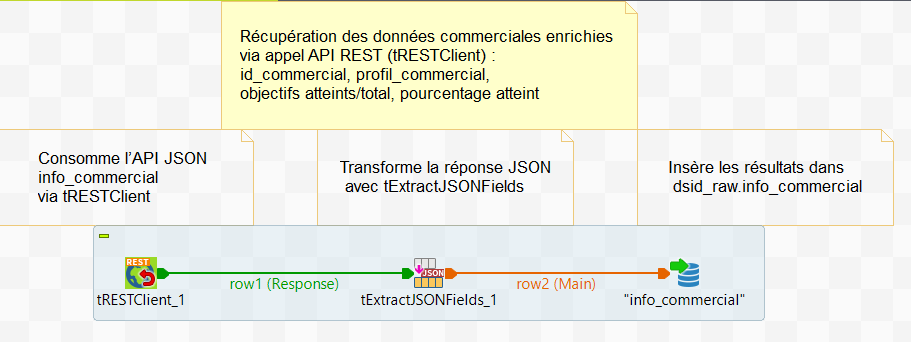 Récupération des données commerciales enrichies
via appel API REST (tRESTClient) :
id_commercial, profil_commercial,
objectifs atteints/total, pourcentage atteint
Consomme l'API JSON
info_commercial
via tRESTClient
Transforme la réponse JSON
avec tExtractJSONFields
Insère les résultats dans
dsid_raw.info_commercial
REST
JSON
row1 (Response)
row2 (Main)
tRESTClient_1
tExtractJSONFields_1
"info_commercial"